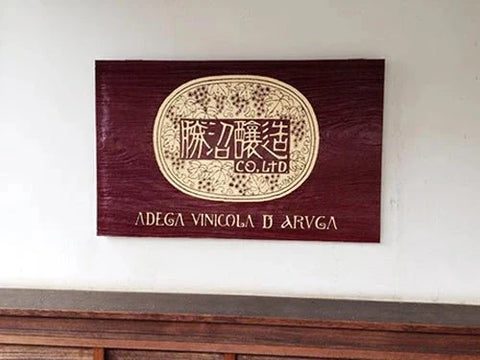 勝沼醸造
CO.LTD
ADEGA VINICOLA D ARVGA